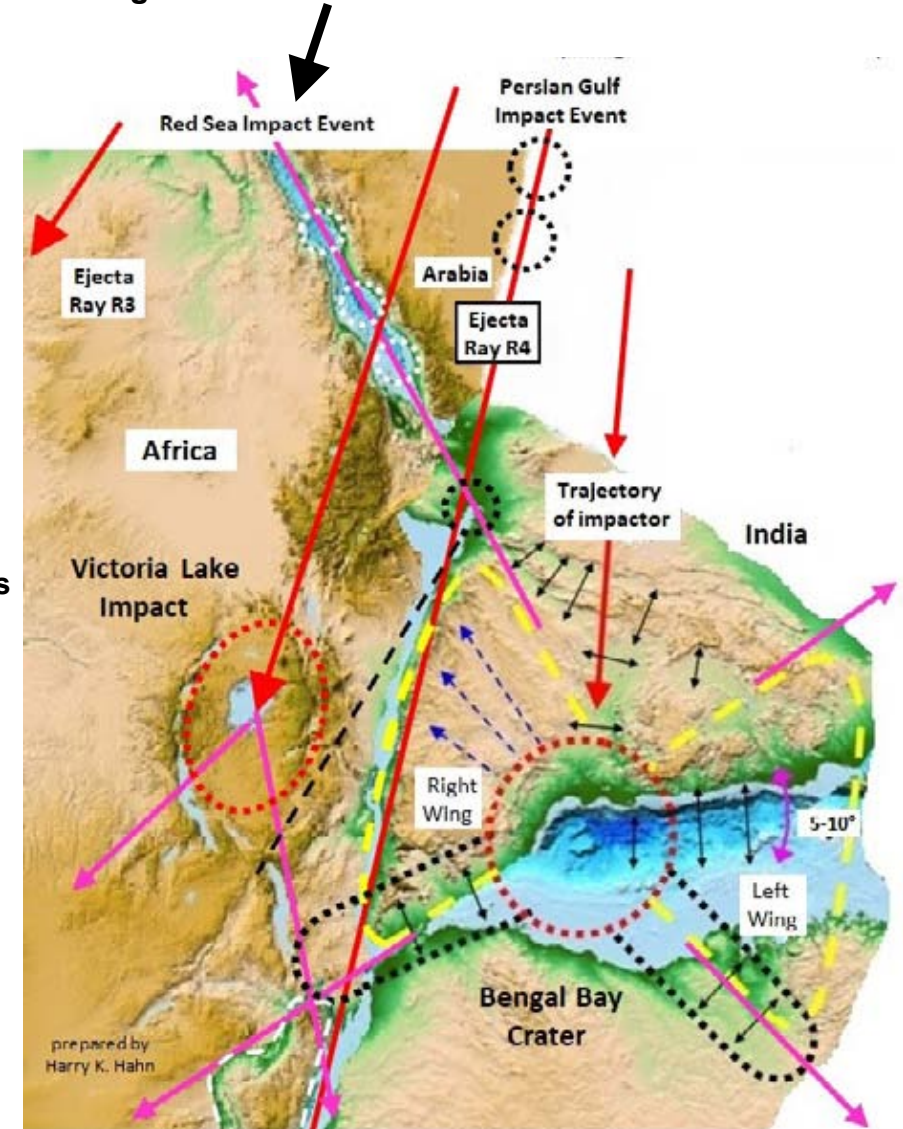 g
Persian Gulf
Impact Event
Red Sea Impact Event
Ejecta
Ray R3
Arabia
Ejecta
Ray R4
Africa
Trajectory
of impactor
India
Victoria Lake
Impact
s
Right
Wing
5-10°
Left
Wing
Bengal Bay
Crater
prepared by
Harry K. Hahn